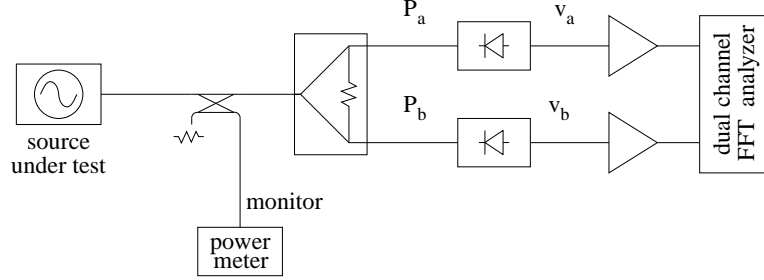 P_a
v_a
P_b
v_b
source
under test
monitor
power
meter
dual channel
FFT analyzer